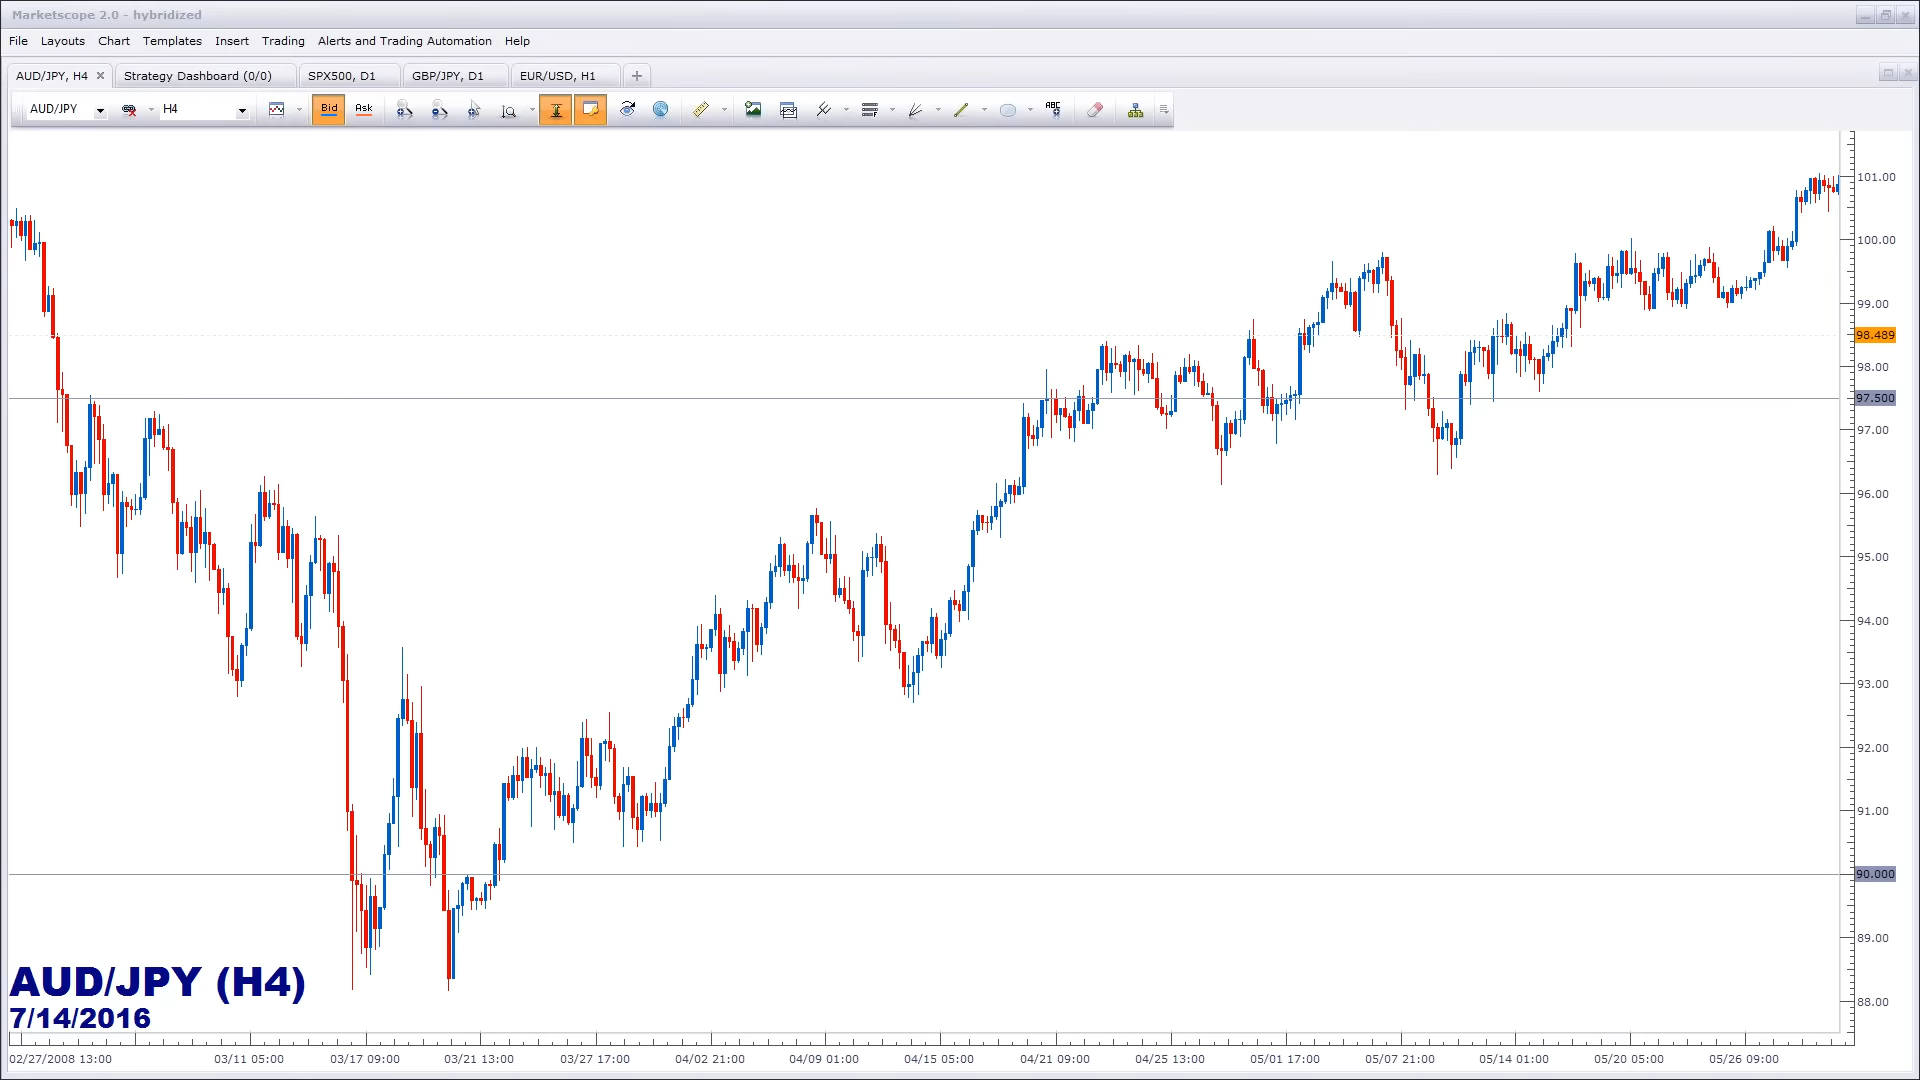 Marketscope 2.0 - hybridized
File Layouts Chart Templates Insert Trading Alerts and Trading Automation Help
AUD/JPY, H4 Strategy Dashboard (0/0) SPX500, D1 GBP/JPY, D1 EUR/USD, H1
AUD/JPY H4 Bid Ask ABC
101.00
100.00
99.00
98.489
98.00
97.500
97.00
96.00
95.00
94.00
93.00
92.00
91.00
90.000
89.00
88.00
AUD/JPY (H4)
7/14/2016
02/27/2008 13:00 03/11 05:00 03/17 09:00 03/21 13:00 03/27 17:00 04/02 21:00 04/09 01:00 04/15 05:00 04/21 09:00 04/25 13:00 05/01 17:00 05/07 21:00 05/14 01:00 05/20 05:00 05/26 09:00